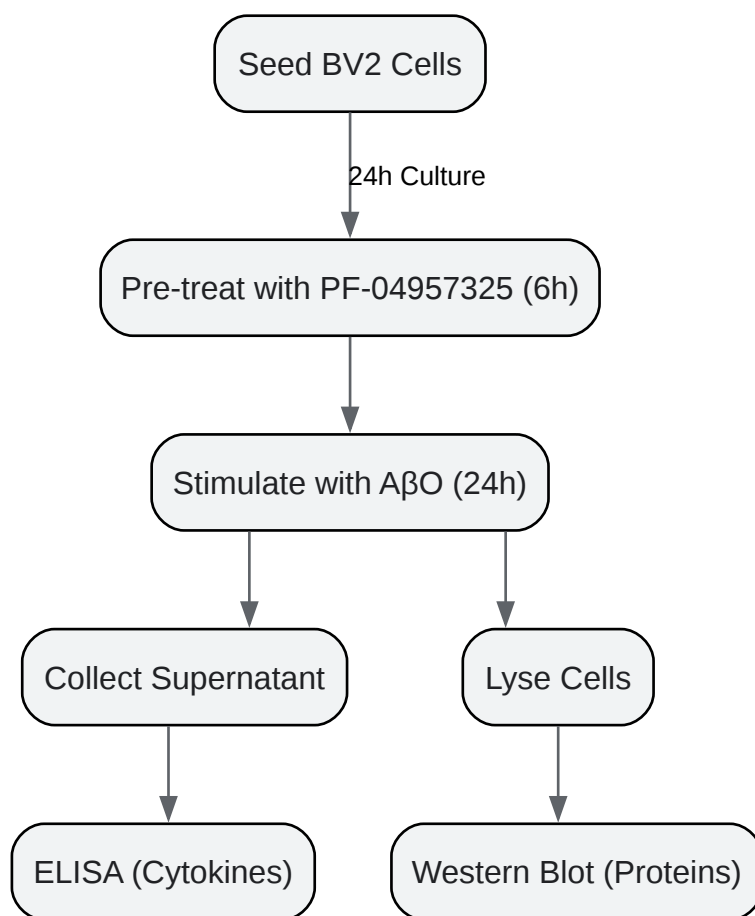 Seed BV2 Cells
24h Culture
Pre-treat with PF-04957325 (6h)
Stimulate with AβO (24h)
Collect Supernatant
Lyse Cells
ELISA (Cytokines)
Western Blot (Proteins)